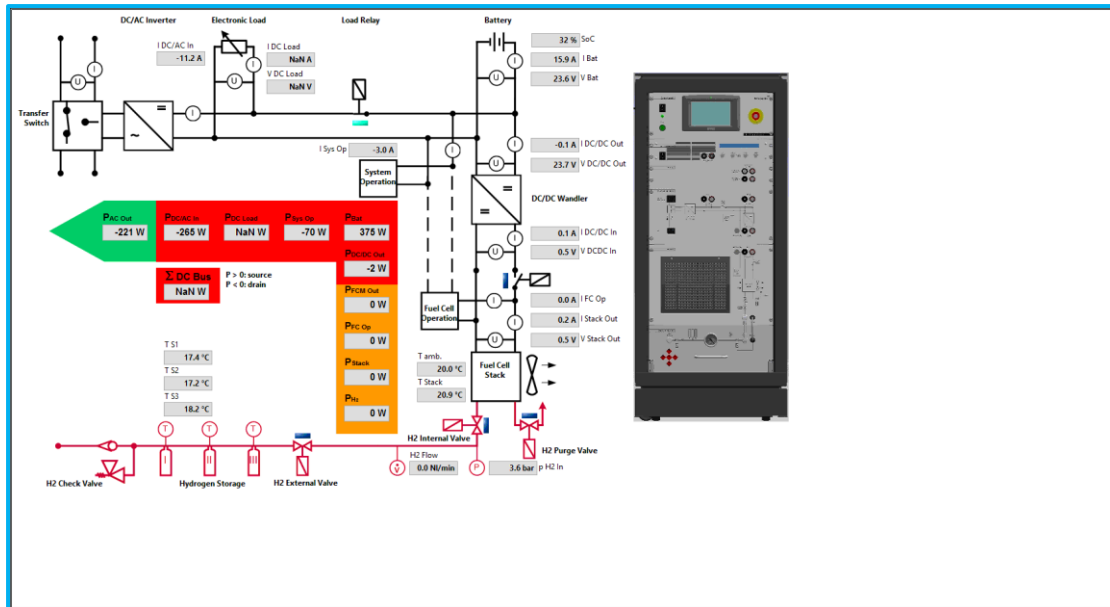 DC/AC Inverter
Electronic Load
Load Relay
Battery
I DC/AC In
-11.2 A
I DC Load
NaN A
V DC Load
NaN V
32 % SoC
15.9 A I Bat
23.6 V V Bat
U
I
U
I
U
I
U
Transfer
Switch
=
~
I
I
I Sys Op -3.0 A
System
Operation
I
-0.1 A I DC/DC Out
U
23.7 V V DC/DC Out
=
=
DC/DC Wandler
PAC Out
-221 W
PDC/AC In
-265 W
PDC Load
NaN W
PSys Op
-70 W
PBat
375 W
I
0.1 A I DC/DC In
U
0.5 V V DCDC In
PDC/DC Out
-2 W
Σ DC Bus
NaN W
P > 0: source
P < 0: drain
PFCM Out
0 W
Fuel Cell
Operation
I
0.0 A I FC Op
I
0.2 A I Stack Out
U
0.5 V V Stack Out
PFC Op
0 W
PStack
0 W
PH2
0 W
T S1
17.4 °C
T S2
17.2 °C
T S3
18.2 °C
T amb.
20.0 °C
T Stack
20.9 °C
Fuel Cell
Stack
T
T
T
I
II
III
H2 Internal Valve
H2 Purge Valve
H2 Flow
0.0 Nl/min
V
P
3.6 bar p H2 In
H2 Check Valve
Hydrogen Storage
H2 External Valve